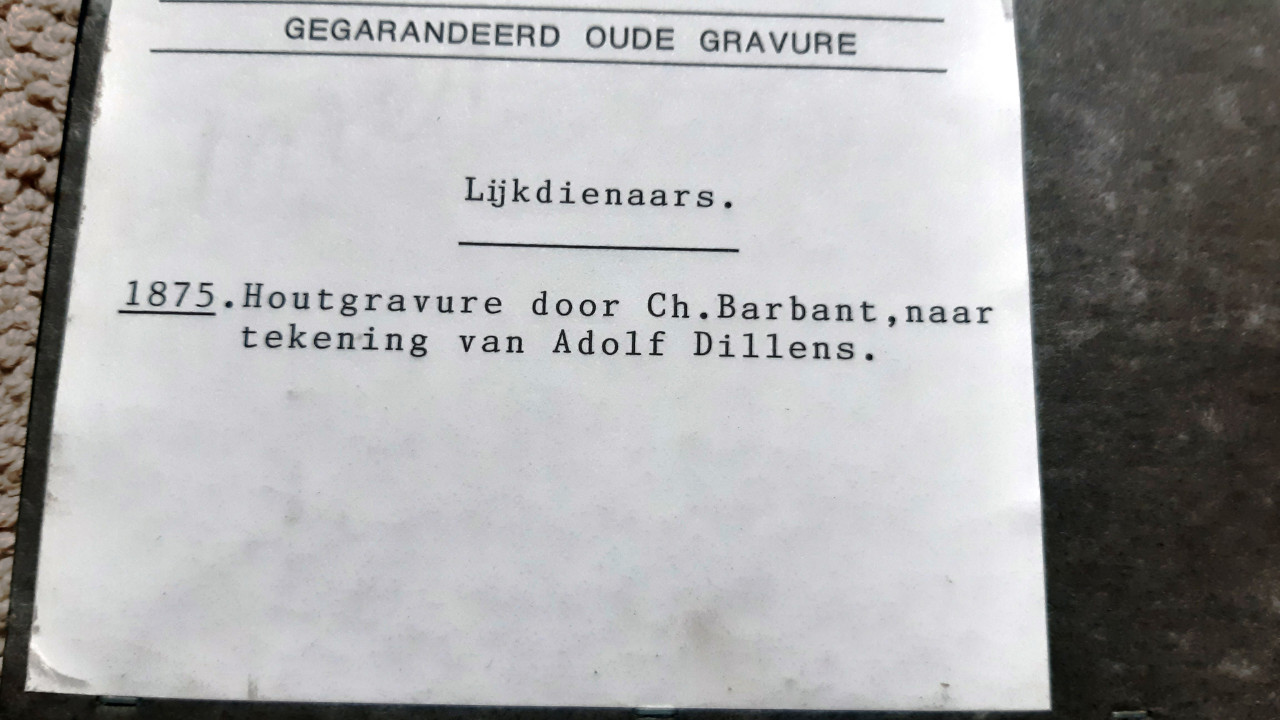 GEGARANDEERD OUDE GRAVURE
Lijkdienaars.
1875.Houtgravure door Ch.Barbant,naar
tekening van Adolf Dillens.